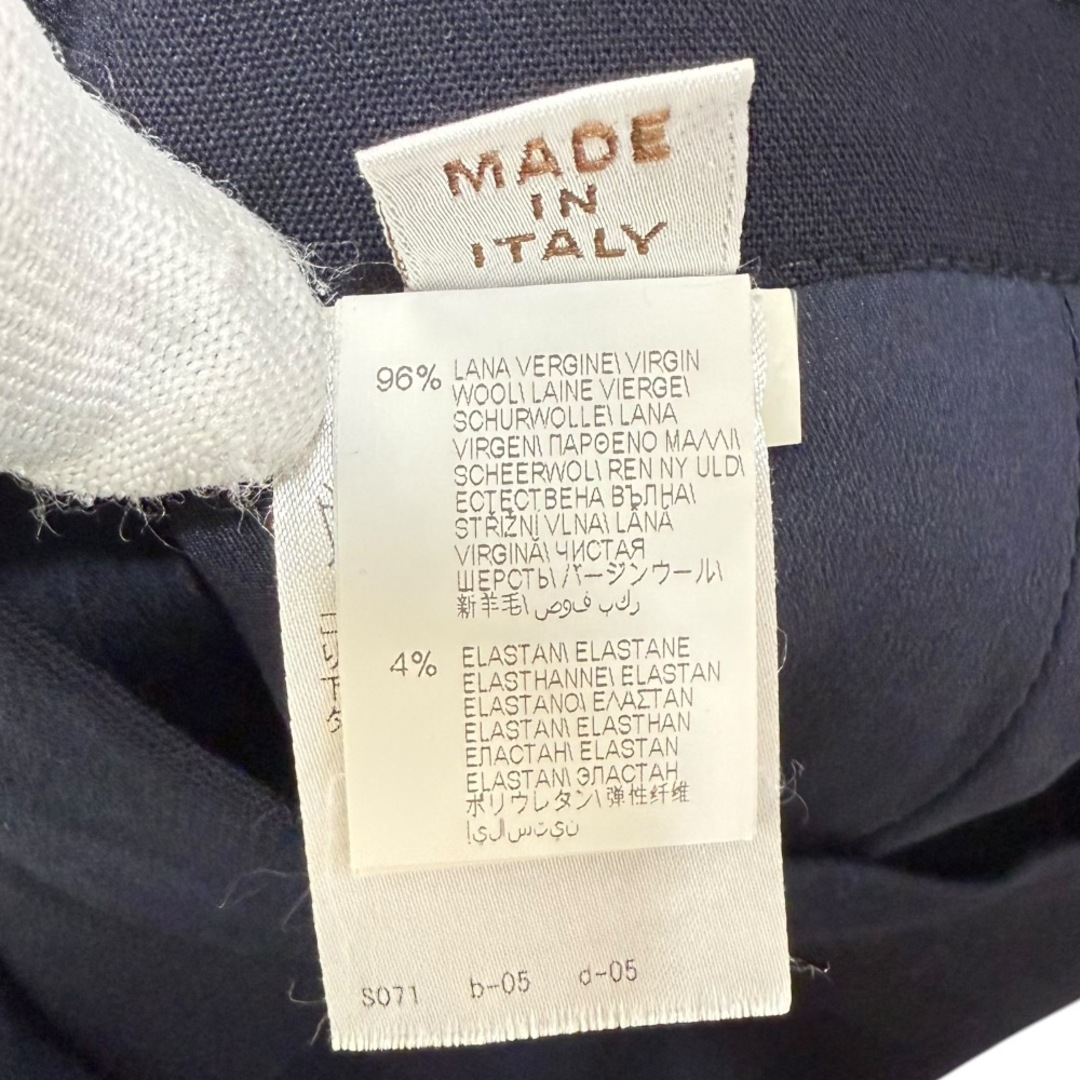 MADE
IN
ITALY
96% LANA VERGINE\ VIRGIN
WOOL\ LAINE VIERGE\
SCHURWOLLE\ LANA
VIRGEN\ ΠΑΡΘΕΝΟ ΜΑΛΛΙ\
SCHEERWOL\ REN NY ULD\
ЕСТЕСТВЕНА ВЪЛНА\
STŘIŽNÍ VLNA\ LÂNĂ
VIRGINĂ\ ЧИСТАЯ
ШЕРСТЬ\ バージンウール\
新羊毛\ ركب فوص
4% ELASTAN\ ELASTANE
ELASTHANNE\ ELASTAN
ELASTANO\ ΕΛΑΣΤΑΝ
ELASTAN\ ELASTHAN
ЕЛАСТАН\ ELASTAN
ELASTAN\ ЭЛАСТАН
ポリウレタン\ 弹性纤维
إيلاستين
S071 b-05 d-05